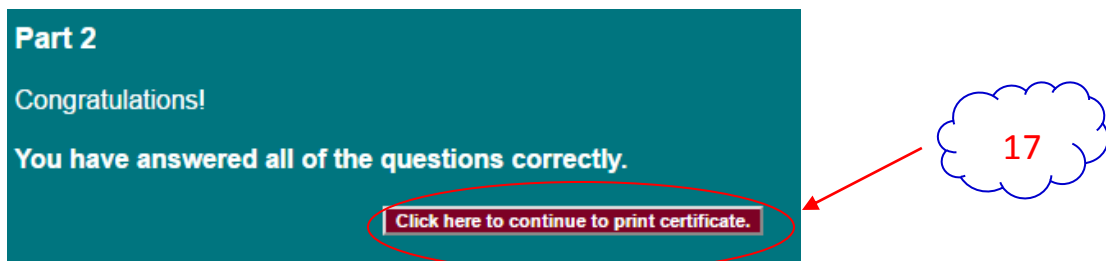 Part 2
Congratulations!
You have answered all of the questions correctly.
Click here to continue to print certificate.
17